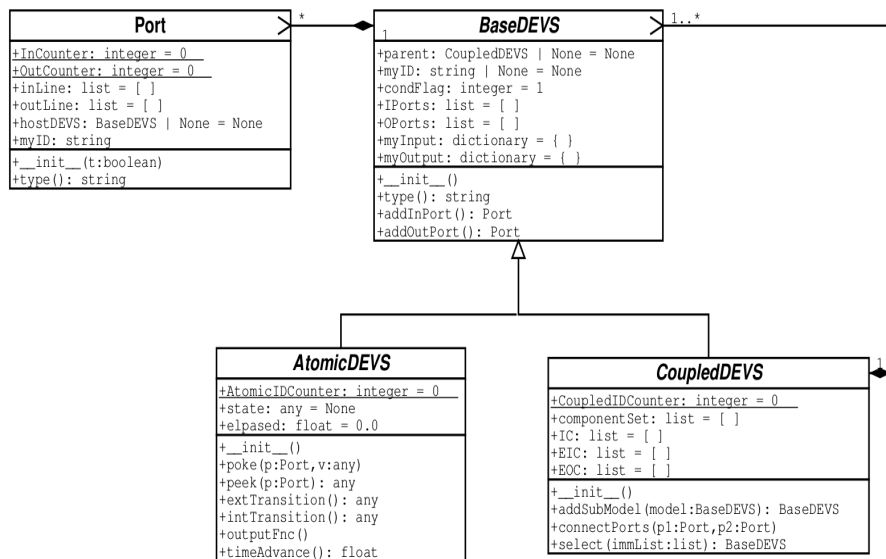 Port
+InCounter: integer = 0
+OutCounter: integer = 0
+inLine: list = [ ]
+outLine: list = [ ]
+hostDEVS: BaseDEVS | None = None
+myID: string
+__init__(t:boolean)
+type(): string
*
1
BaseDEVS
+parent: CoupledDEVS | None = None
+myID: string | None = None
+condFlag: integer = 1
+IPorts: list = [ ]
+OPorts: list = [ ]
+myInput: dictionary = { }
+myOutput: dictionary = { }
+__init__()
+type(): string
+addInPort(): Port
+addOutPort(): Port
1..*
AtomicDEVS
+AtomicIDCounter: integer = 0
+state: any = None
+elpased: float = 0.0
+__init__()
+poke(p:Port,v:any)
+peek(p:Port): any
+extTransition(): any
+intTransition(): any
+outputFnc()
+timeAdvance(): float
CoupledDEVS
+CoupledIDCounter: integer = 0
+componentSet: list = [ ]
+IC: list = [ ]
+EIC: list = [ ]
+EOC: list = [ ]
+__init__()
+addSubModel(model:BaseDEVS): BaseDEVS
+connectPorts(p1:Port,p2:Port)
+select(immList:list): BaseDEVS
1